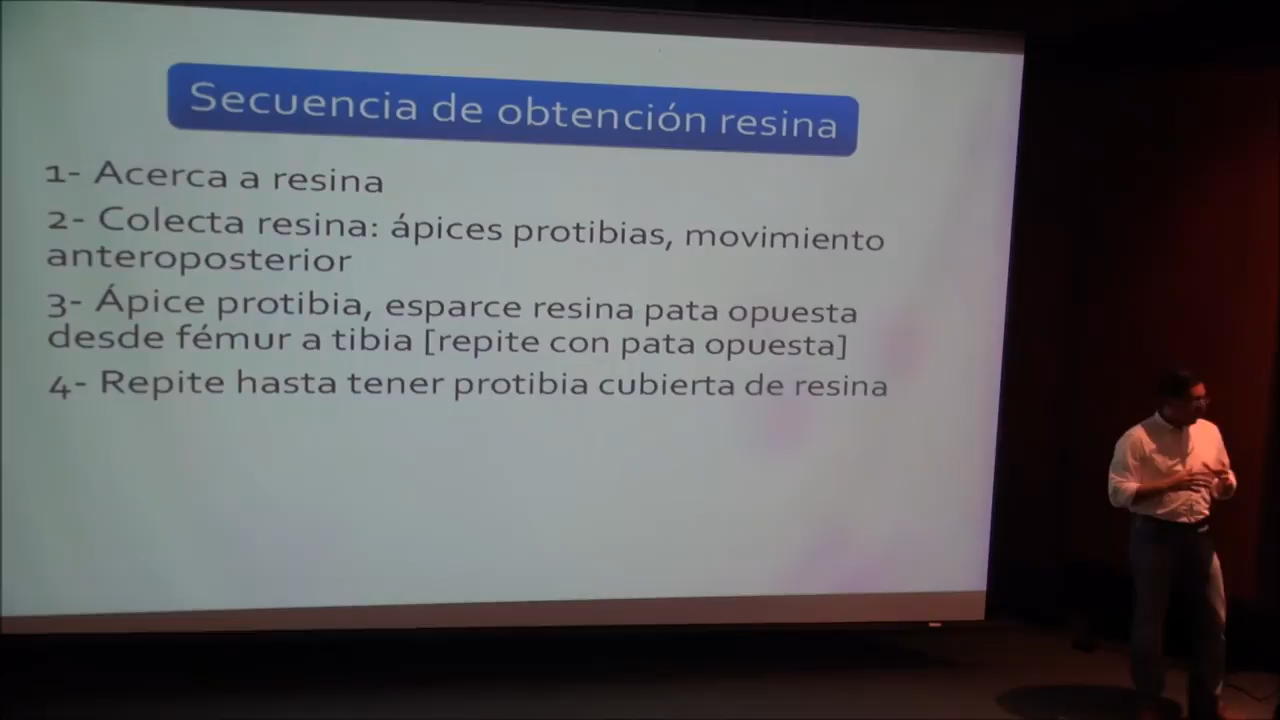 Secuencia de obtención resina
1- Acerca a resina
2- Colecta resina: ápices protibias, movimiento
anteroposterior
3- Ápice protibia, esparce resina pata opuesta
desde fémur a tibia [repite con pata opuesta]
4- Repite hasta tener protibia cubierta de resina